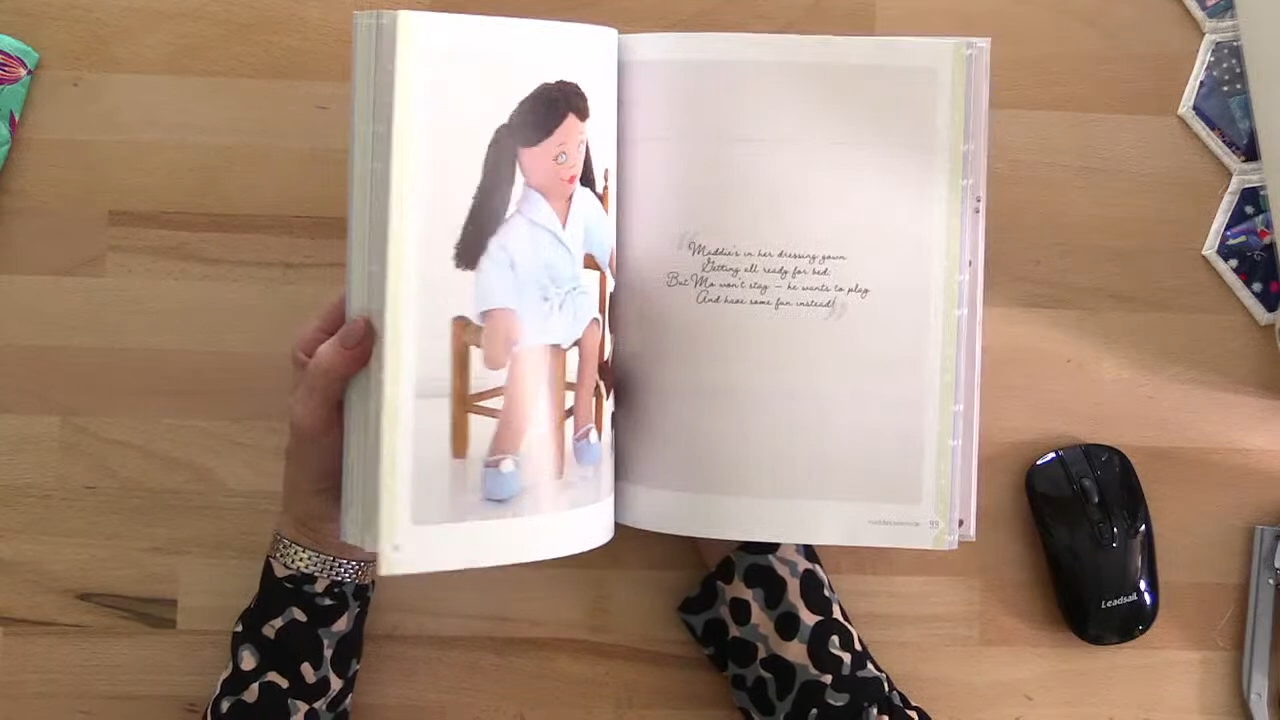 Maddie's in her dressing gown
Getting all ready for bed;
But Mo won't stay – he wants to play
And have some fun instead!
99
Leadsail